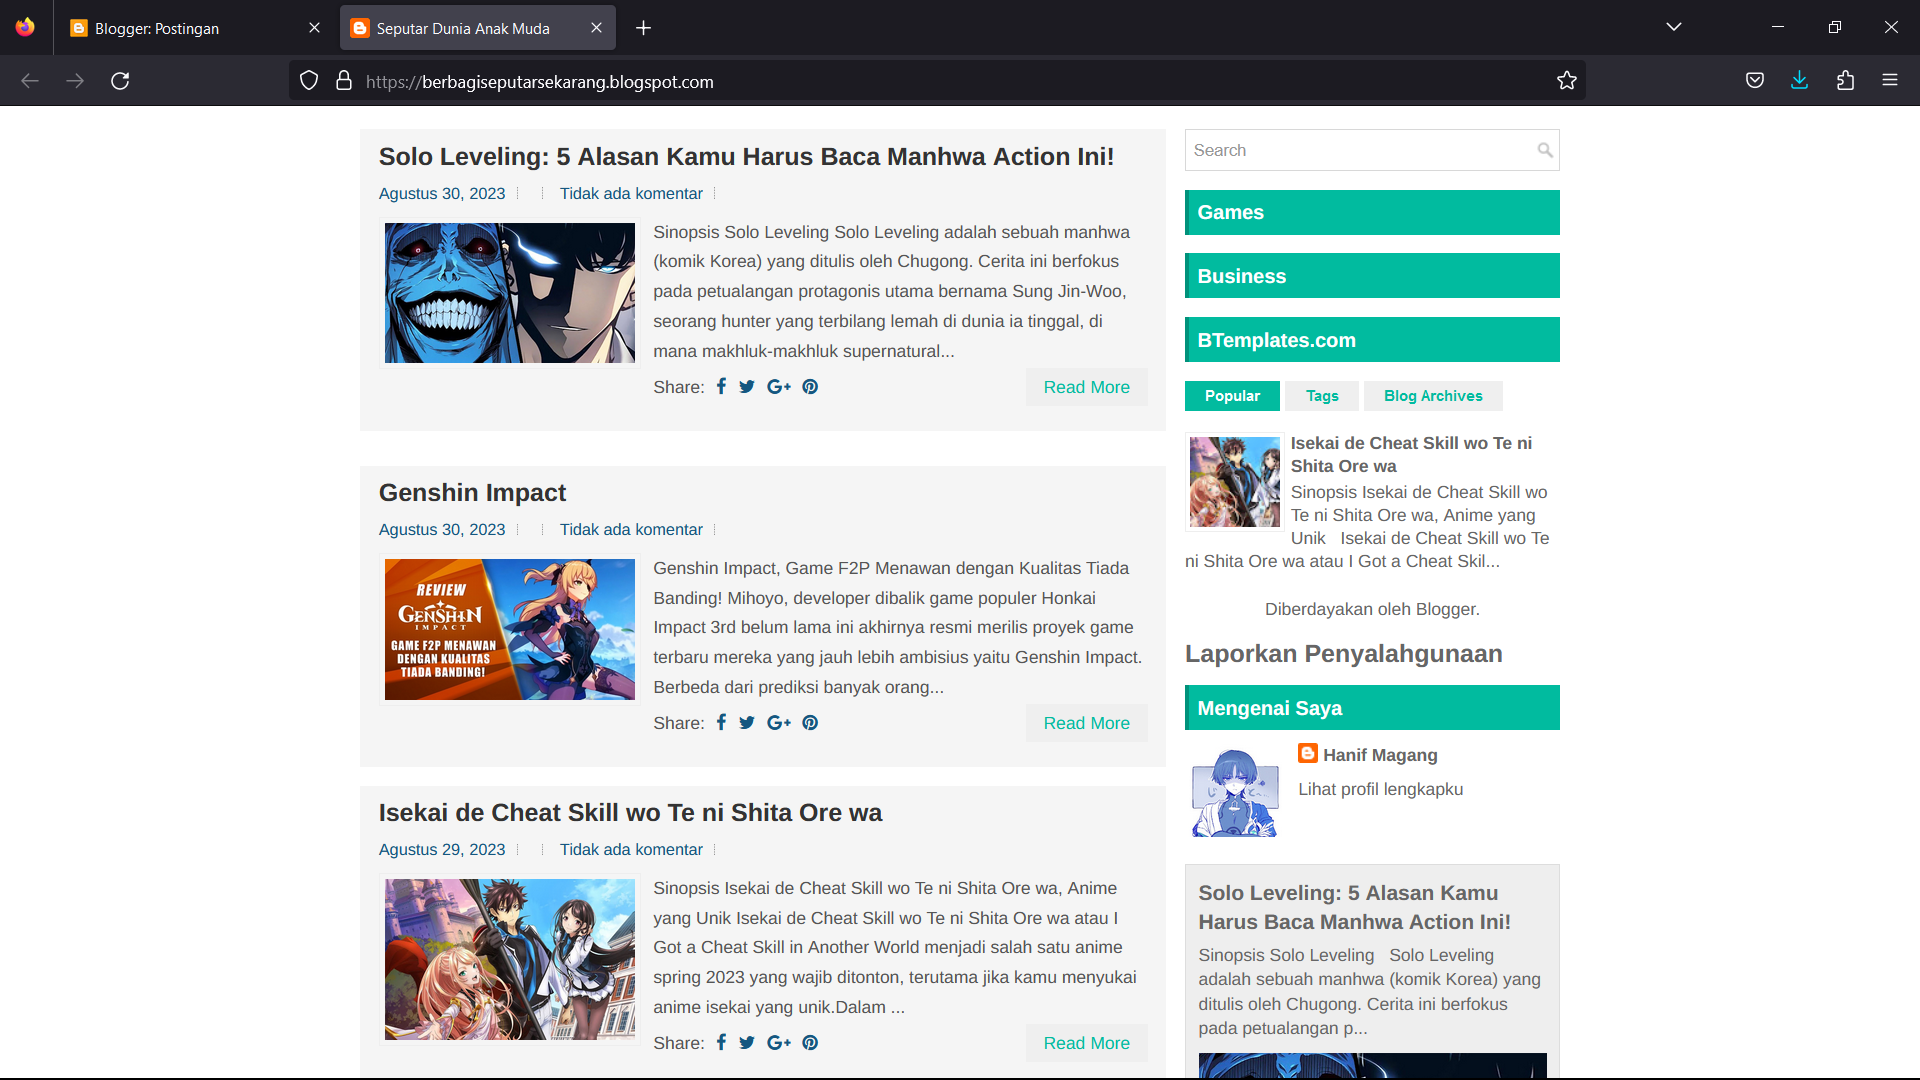 Blogger: Postingan
Seputar Dunia Anak Muda
https://berbagiseputarsekarang.blogspot.com
Solo Leveling: 5 Alasan Kamu Harus Baca Manhwa Action Ini!
Agustus 30, 2023
Tidak ada komentar
Sinopsis Solo Leveling Solo Leveling adalah sebuah manhwa
(komik Korea) yang ditulis oleh Chugong. Cerita ini berfokus
pada petualangan protagonis utama bernama Sung Jin-Woo,
seorang hunter yang terbilang lemah di dunia ia tinggal, di
mana makhluk-makhluk supernatural...
Share:
Read More
Genshin Impact
Agustus 30, 2023
Tidak ada komentar
REVIEW
GENSHIN
IMPACT
GAME F2P MENAWAN
DENGAN KUALITAS
TIADA BANDING!
Genshin Impact, Game F2P Menawan dengan Kualitas Tiada
Banding! Mihoyo, developer dibalik game populer Honkai
Impact 3rd belum lama ini akhirnya resmi merilis proyek game
terbaru mereka yang jauh lebih ambisius yaitu Genshin Impact.
Berbeda dari prediksi banyak orang...
Share:
Read More
Isekai de Cheat Skill wo Te ni Shita Ore wa
Agustus 29, 2023
Tidak ada komentar
Sinopsis Isekai de Cheat Skill wo Te ni Shita Ore wa, Anime
yang Unik Isekai de Cheat Skill wo Te ni Shita Ore wa atau I
Got a Cheat Skill in Another World menjadi salah satu anime
spring 2023 yang wajib ditonton, terutama jika kamu menyukai
anime isekai yang unik.Dalam ...
Share:
Read More
Search
Games
Business
BTemplates.com
Popular
Tags
Blog Archives
Isekai de Cheat Skill wo Te ni
Shita Ore wa
Sinopsis Isekai de Cheat Skill wo
Te ni Shita Ore wa, Anime yang
Unik   Isekai de Cheat Skill wo Te
ni Shita Ore wa atau I Got a Cheat Skil...
Diberdayakan oleh Blogger.
Laporkan Penyalahgunaan
Mengenai Saya
Hanif Magang
Lihat profil lengkapku
Solo Leveling: 5 Alasan Kamu
Harus Baca Manhwa Action Ini!
Sinopsis Solo Leveling   Solo Leveling
adalah sebuah manhwa (komik Korea) yang
ditulis oleh Chugong. Cerita ini berfokus
pada petualangan p...